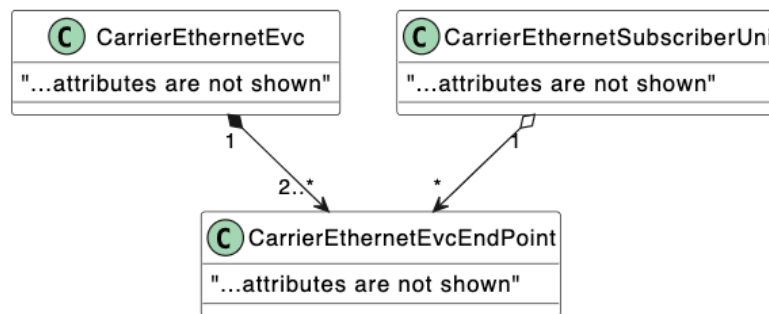 C CarrierEthernetEvc
C CarrierEthernetSubscriberUni
"...attributes are not shown"
"...attributes are not shown"
1
1
2..*
*
C CarrierEthernetEvcEndPoint
"...attributes are not shown"